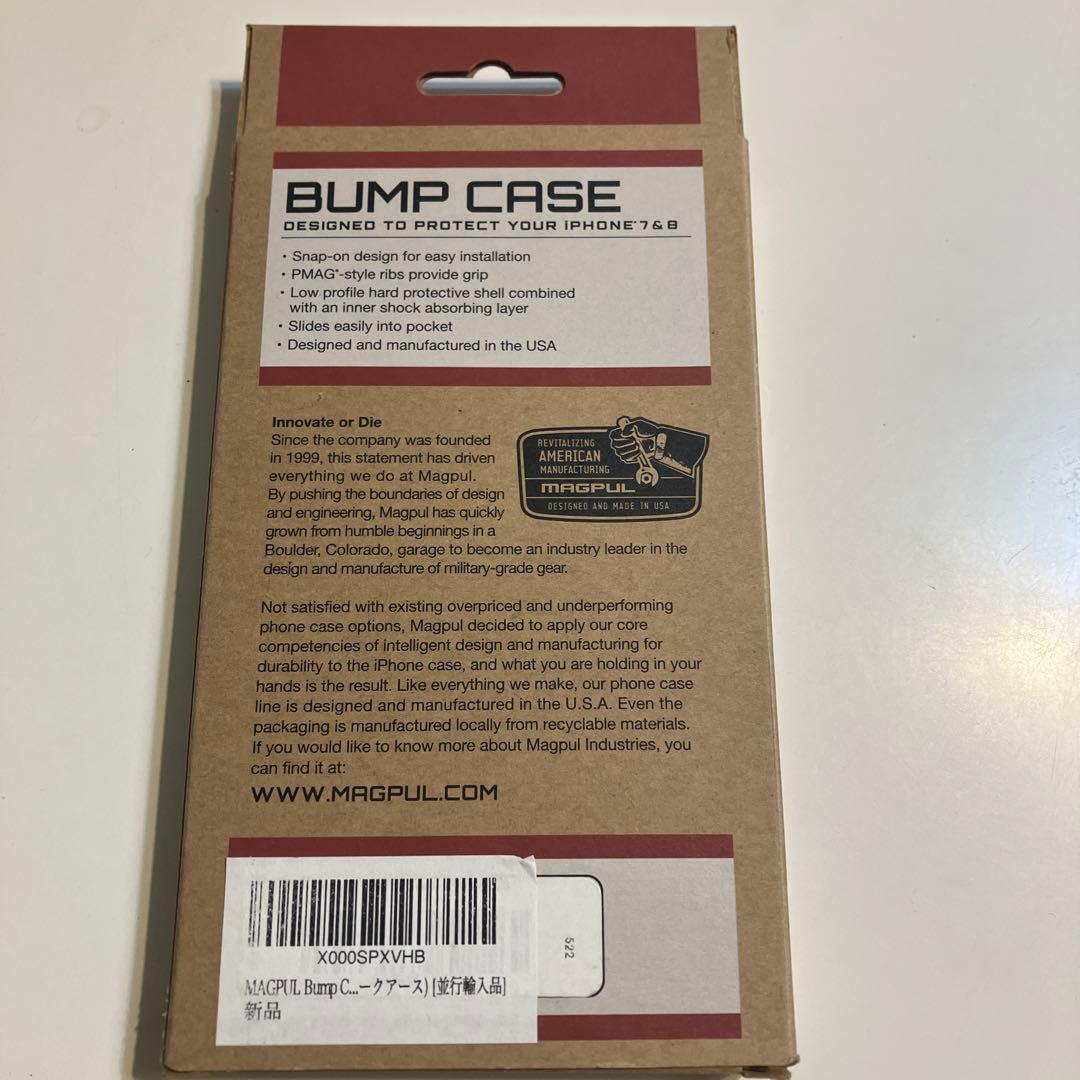 BUMP CASE
DESIGNED TO PROTECT YOUR iPHONE® 7 & 8
• Snap-on design for easy installation
• PMAG®-style ribs provide grip
• Low profile hard protective shell combined
with an inner shock absorbing layer
• Slides easily into pocket
• Designed and manufactured in the USA
Innovate or Die
Since the company was founded
in 1999, this statement has driven
everything we do at Magpul.
By pushing the boundaries of design
and engineering, Magpul has quickly
grown from humble beginnings in a
Boulder, Colorado, garage to become an industry leader in the
design and manufacture of military-grade gear.
REVITALIZING
AMERICAN
MANUFACTURING
MAGPUL
DESIGNED AND MADE IN USA
Not satisfied with existing overpriced and underperforming
phone case options, Magpul decided to apply our core
competencies of intelligent design and manufacturing for
durability to the iPhone case, and what you are holding in your
hands is the result. Like everything we make, our phone case
line is designed and manufactured in the U.S.A. Even the
packaging is manufactured locally from recyclable materials.
If you would like to know more about Magpul Industries, you
can find it at:
WWW.MAGPUL.COM
X000SPXVHB
MAGPUL Bump C...ークアース) [並行輸入品]
新品
522